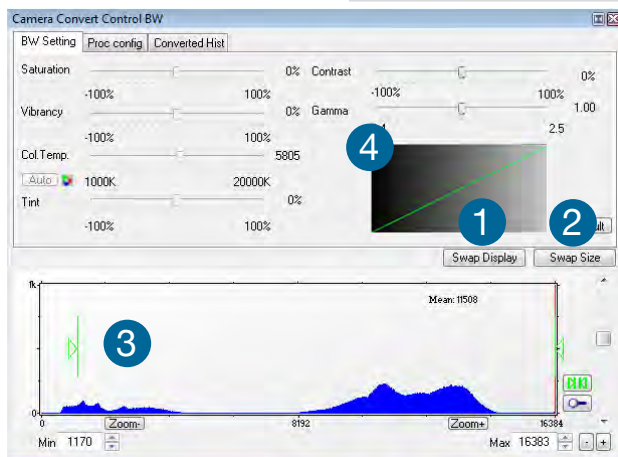 Camera Convert Control BW
BW Setting Proc config Converted Hist
Saturation 0% Contrast 0%
-100% 100% -100% 100%
Vibrancy 0% Gamma 1.00
-100% 100% 2.5
Col.Temp. 5805 4
Auto 1000K 20000K
Tint 0%
-100% 100% 1 2
Swap Display Swap Size
1k
Mean: 11508
3
0 Zoom- 8192 Zoom+ 16384
Min 1170 Max 16383 - +